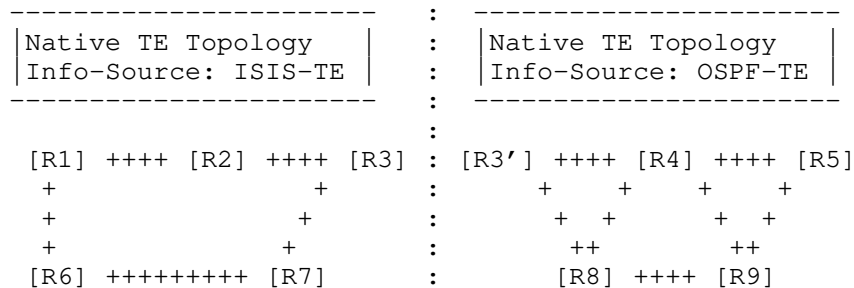 -----------------------   :   -----------------------
|Native TE Topology   |   :   |Native TE Topology   |
|Info-Source: ISIS-TE |   :   |Info-Source: OSPF-TE |
-----------------------   :   -----------------------
                          :
 [R1] ++++ [R2] ++++ [R3] : [R3'] ++++ [R4] ++++ [R5]
  +                +      :      +    +    +    +
  +               +       :       +  +      +  +
  +              +        :        ++        ++
 [R6] +++++++++ [R7]      :       [R8] ++++ [R9]